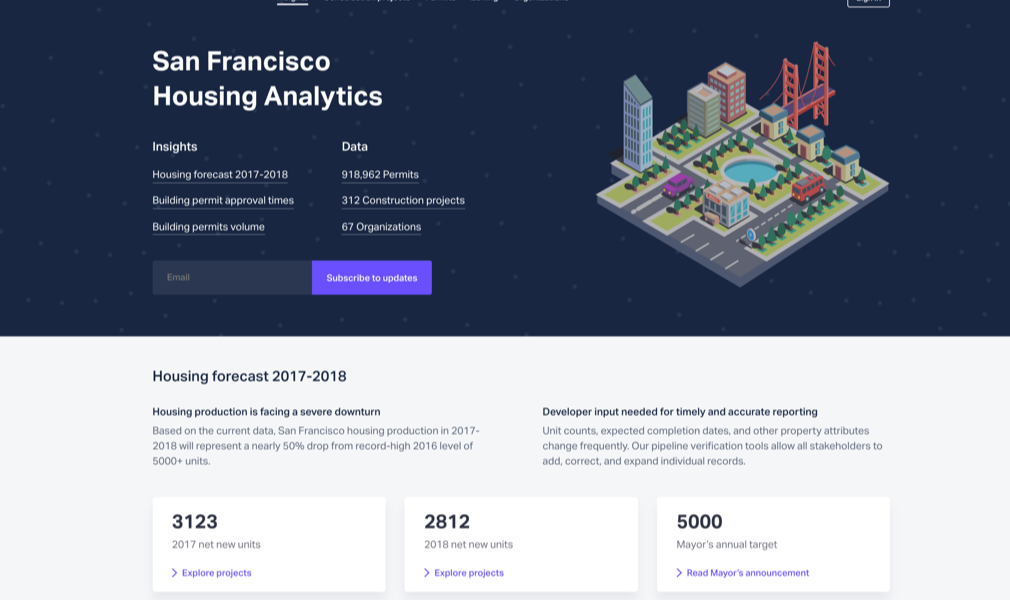 San Francisco
Housing Analytics
Insights
Housing forecast 2017-2018
Building permit approval times
Building permits volume
Data
918,962 Permits
312 Construction projects
67 Organizations
Email
Subscribe to updates
Housing forecast 2017-2018
Housing production is facing a severe downturn
Based on the current data, San Francisco housing production in 2017-
2018 will represent a nearly 50% drop from record-high 2016 level of
5000+ units.
Developer input needed for timely and accurate reporting
Unit counts, expected completion dates, and other property attributes
change frequently. Our pipeline verification tools allow all stakeholders to
add, correct, and expand individual records.
3123
2017 net new units
Explore projects
2812
2018 net new units
Explore projects
5000
Mayor's annual target
Read Mayor's announcement